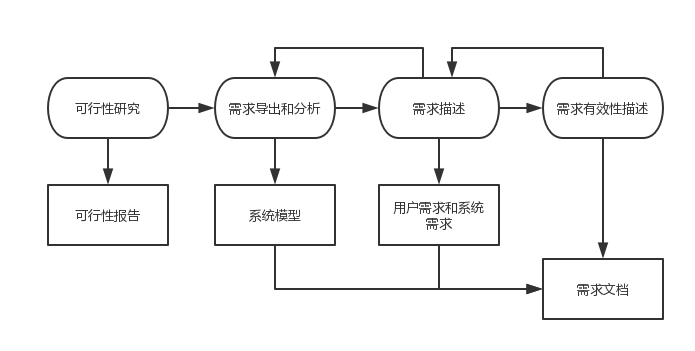 可行性研究
需求导出和分析
需求描述
需求有效性描述
可行性报告
系统模型
用户需求和系统
需求
需求文档